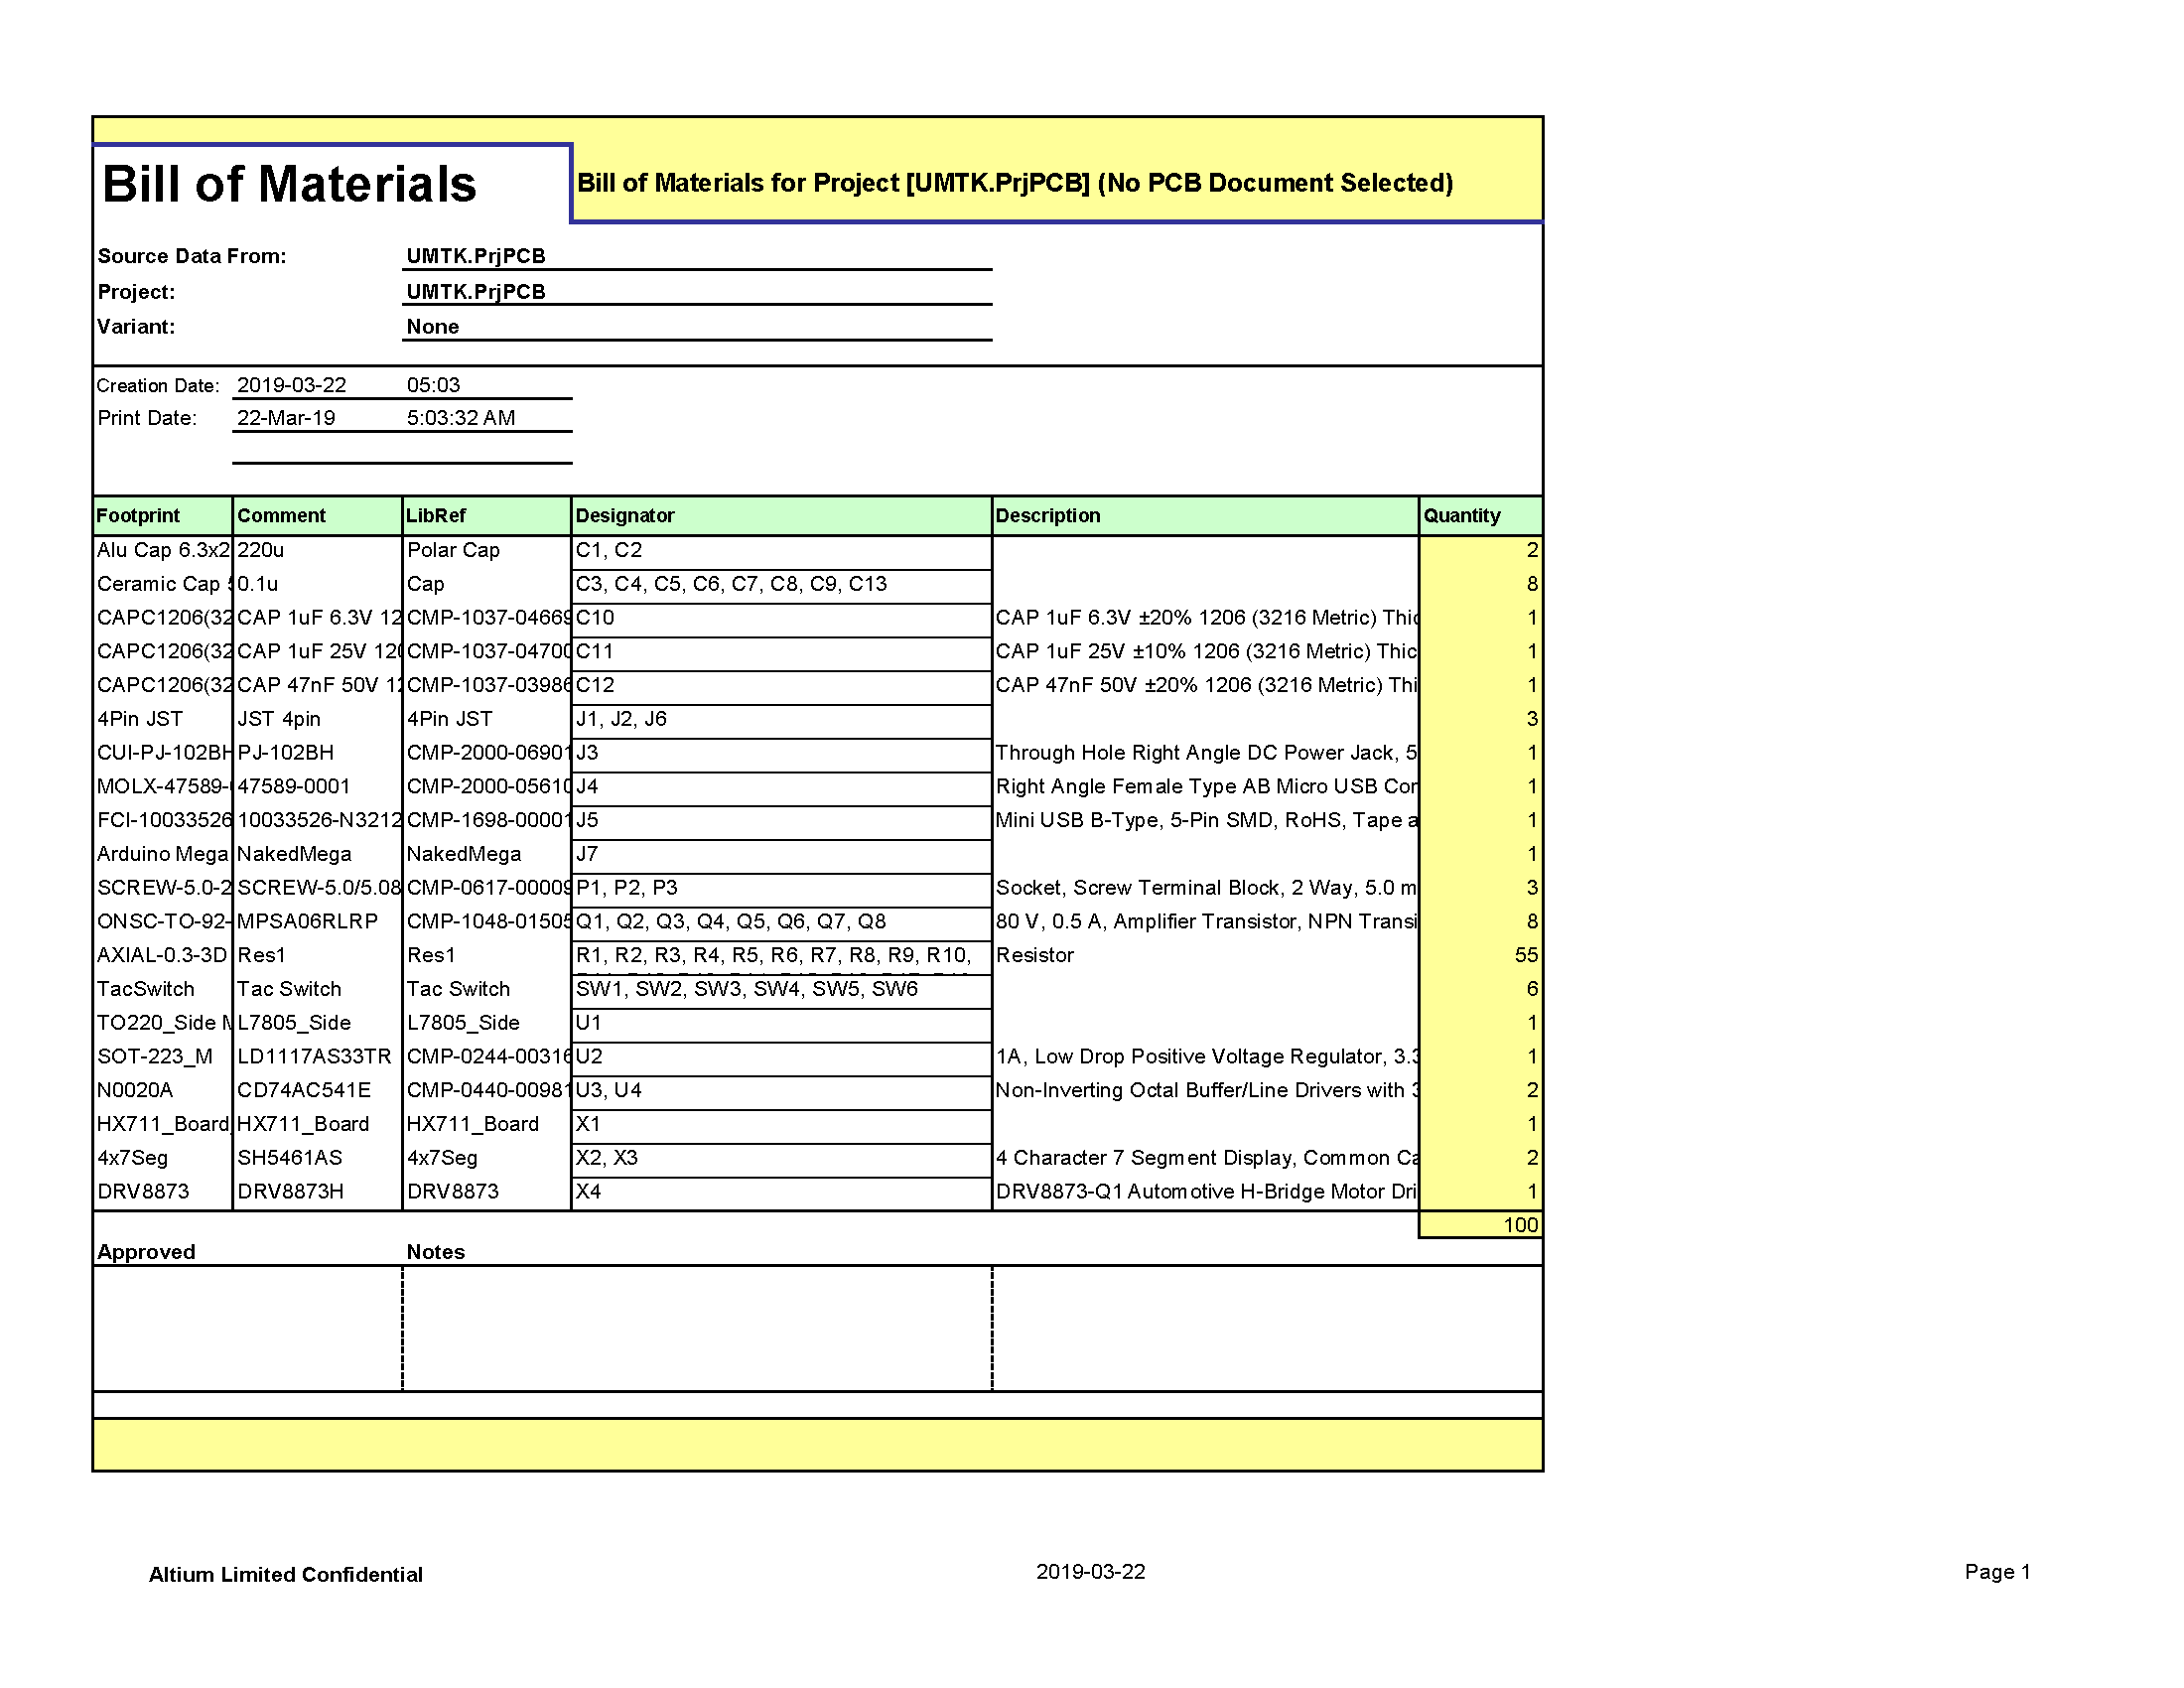 Bill of Materials
Bill of Materials for Project [UMTK.PrjPCB] (No PCB Document Selected)
Source Data From: UMTK.PrjPCB
Project: UMTK.PrjPCB
Variant: None
Creation Date: 2019-03-22 05:03
Print Date: 22-Mar-19 5:03:32 AM
Footprint Comment LibRef Designator Description Quantity
Alu Cap 6.3x2 220u Polar Cap C1, C2 2
Ceramic Cap 0.1u Cap C3, C4, C5, C6, C7, C8, C9, C13 8
CAPC1206(32 CAP 1uF 6.3V 12 CMP-1037-04669 C10 CAP 1uF 6.3V ±20% 1206 (3216 Metric) Thic 1
CAPC1206(32 CAP 1uF 25V 120 CMP-1037-04700 C11 CAP 1uF 25V ±10% 1206 (3216 Metric) Thic 1
CAPC1206(32 CAP 47nF 50V 12 CMP-1037-03986 C12 CAP 47nF 50V ±20% 1206 (3216 Metric) Thi 1
4Pin JST JST 4pin 4Pin JST J1, J2, J6 3
CUI-PJ-102BH PJ-102BH CMP-2000-06901 J3 Through Hole Right Angle DC Power Jack, 5 1
MOLX-47589- 47589-0001 CMP-2000-05610 J4 Right Angle Female Type AB Micro USB Con 1
FCI-10033526 10033526-N3212 CMP-1698-00001 J5 Mini USB B-Type, 5-Pin SMD, RoHS, Tape a 1
Arduino Mega NakedMega NakedMega J7 1
SCREW-5.0-2 SCREW-5.0/5.08 CMP-0617-00009 P1, P2, P3 Socket, Screw Terminal Block, 2 Way, 5.0 m 3
ONSC-TO-92- MPSA06RLRP CMP-1048-01505 Q1, Q2, Q3, Q4, Q5, Q6, Q7, Q8 80 V, 0.5 A, Amplifier Transistor, NPN Transi 8
AXIAL-0.3-3D Res1 Res1 R1, R2, R3, R4, R5, R6, R7, R8, R9, R10, Resistor 55
TacSwitch Tac Switch Tac Switch SW1, SW2, SW3, SW4, SW5, SW6 6
TO220_Side L7805_Side L7805_Side U1 1
SOT-223_M LD1117AS33TR CMP-0244-00316 U2 1A, Low Drop Positive Voltage Regulator, 3.3 1
N0020A CD74AC541E CMP-0440-00981 U3, U4 Non-Inverting Octal Buffer/Line Drivers with 3 2
HX711_Board_ HX711_Board HX711_Board X1 1
4x7Seg SH5461AS 4x7Seg X2, X3 4 Character 7 Segment Display, Common Ca 2
DRV8873 DRV8873H DRV8873 X4 DRV8873-Q1 Automotive H-Bridge Motor Dri 1
100
Approved Notes
Altium Limited Confidential 2019-03-22 Page 1